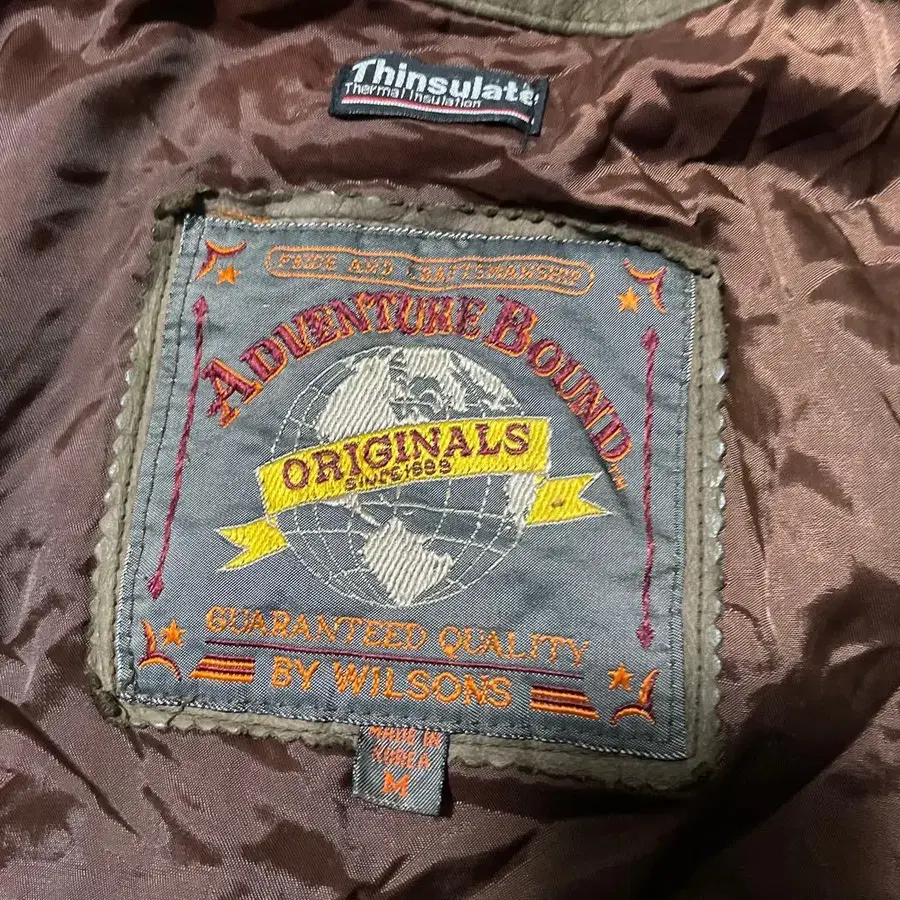 Thinsulate
Thermal Insulation
PRIDE AND CRAFTSMANSHIP
ADVENTURE BOUND
ORIGINALS
SINCE 1899
GUARANTEED QUALITY
BY WILSONS
MADE IN
KOREA
M